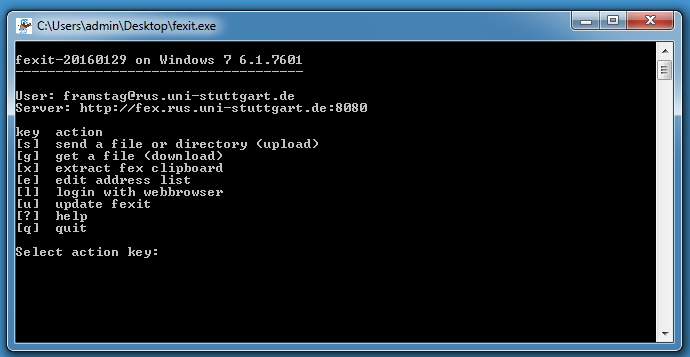 C:\Users\admin\Desktop\fexit.exe
fexit-20160129 on Windows 7 6.1.7601
------------------------------------
User: framstag@rus.uni-stuttgart.de
Server: http://fex.rus.uni-stuttgart.de:8080
key  action
[s]  send a file or directory (upload)
[g]  get a file (download)
[x]  extract fex clipboard
[e]  edit address list
[l]  login with webbrowser
[u]  update fexit
[?]  help
[q]  quit
Select action key: